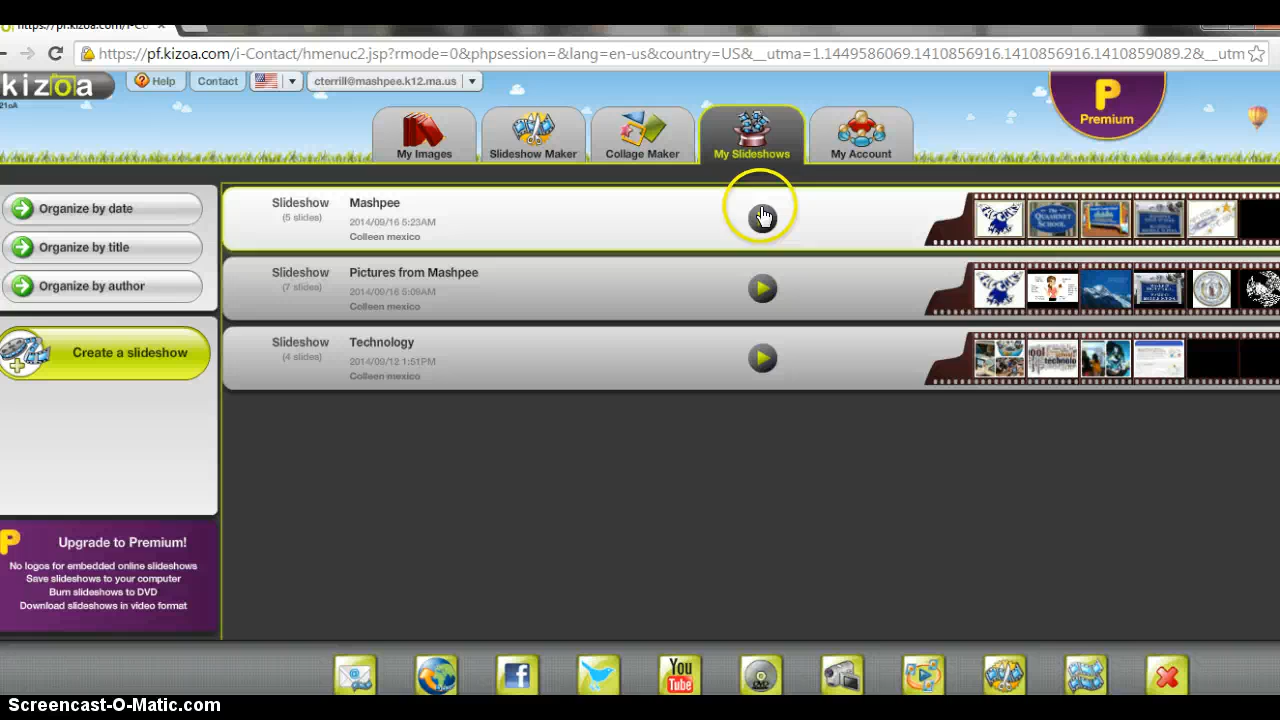 https://pf.kizoa.com/i-Co
https://pf.kizoa.com/i-Contact/hmenuc2.jsp?rmode=0&phpsession=&lang=en-us&country=US&__utma=1.1449586069.1410856916.1410856916.1410859089.2&__utm
kizoa
Help
Contact
cterrill@mashpee.k12.ma.us
21oA
P
Premium
My Images
Slideshow Maker
Collage Maker
My Slideshows
My Account
Organize by date
Organize by title
Organize by author
Create a slideshow
Slideshow
(5 slides)
Mashpee
2014/09/16 5:23AM
Colleen mexico
Slideshow
(7 slides)
Pictures from Mashpee
2014/09/16 5:09AM
Colleen mexico
Slideshow
(4 slides)
Technology
2014/09/12 1:51PM
Colleen mexico
P
Upgrade to Premium!
No logos for embedded online slideshows
Save slideshows to your computer
Burn slideshows to DVD
Download slideshows in video format
You
Tube
Screencast-O-Matic.com